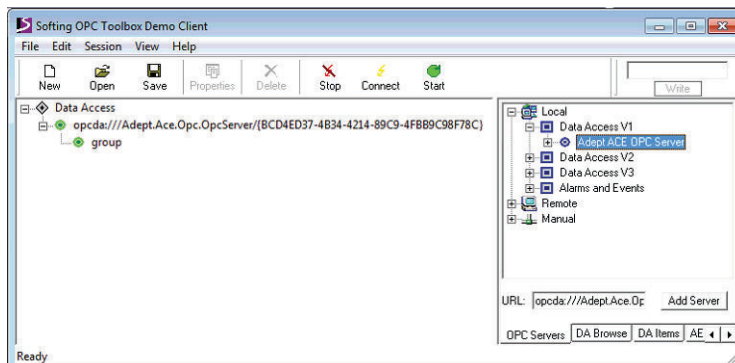 Softing OPC Toolbox Demo Client
File Edit Session View Help
New Open Save Properties Delete Stop Connect Start Write
Data Access
opcda:///Adept.Ace.Opc.OpcServer/{BCD4ED37-4B34-4214-89C9-4FBB9C98F78C}
group
Local
Data Access V1
Adept ACE OPC Server
Data Access V2
Data Access V3
Alarms and Events
Remote
Manual
URL: opcda:///Adept.Ace.Op Add Server
OPC Servers DA Browse DA Items AE
Ready